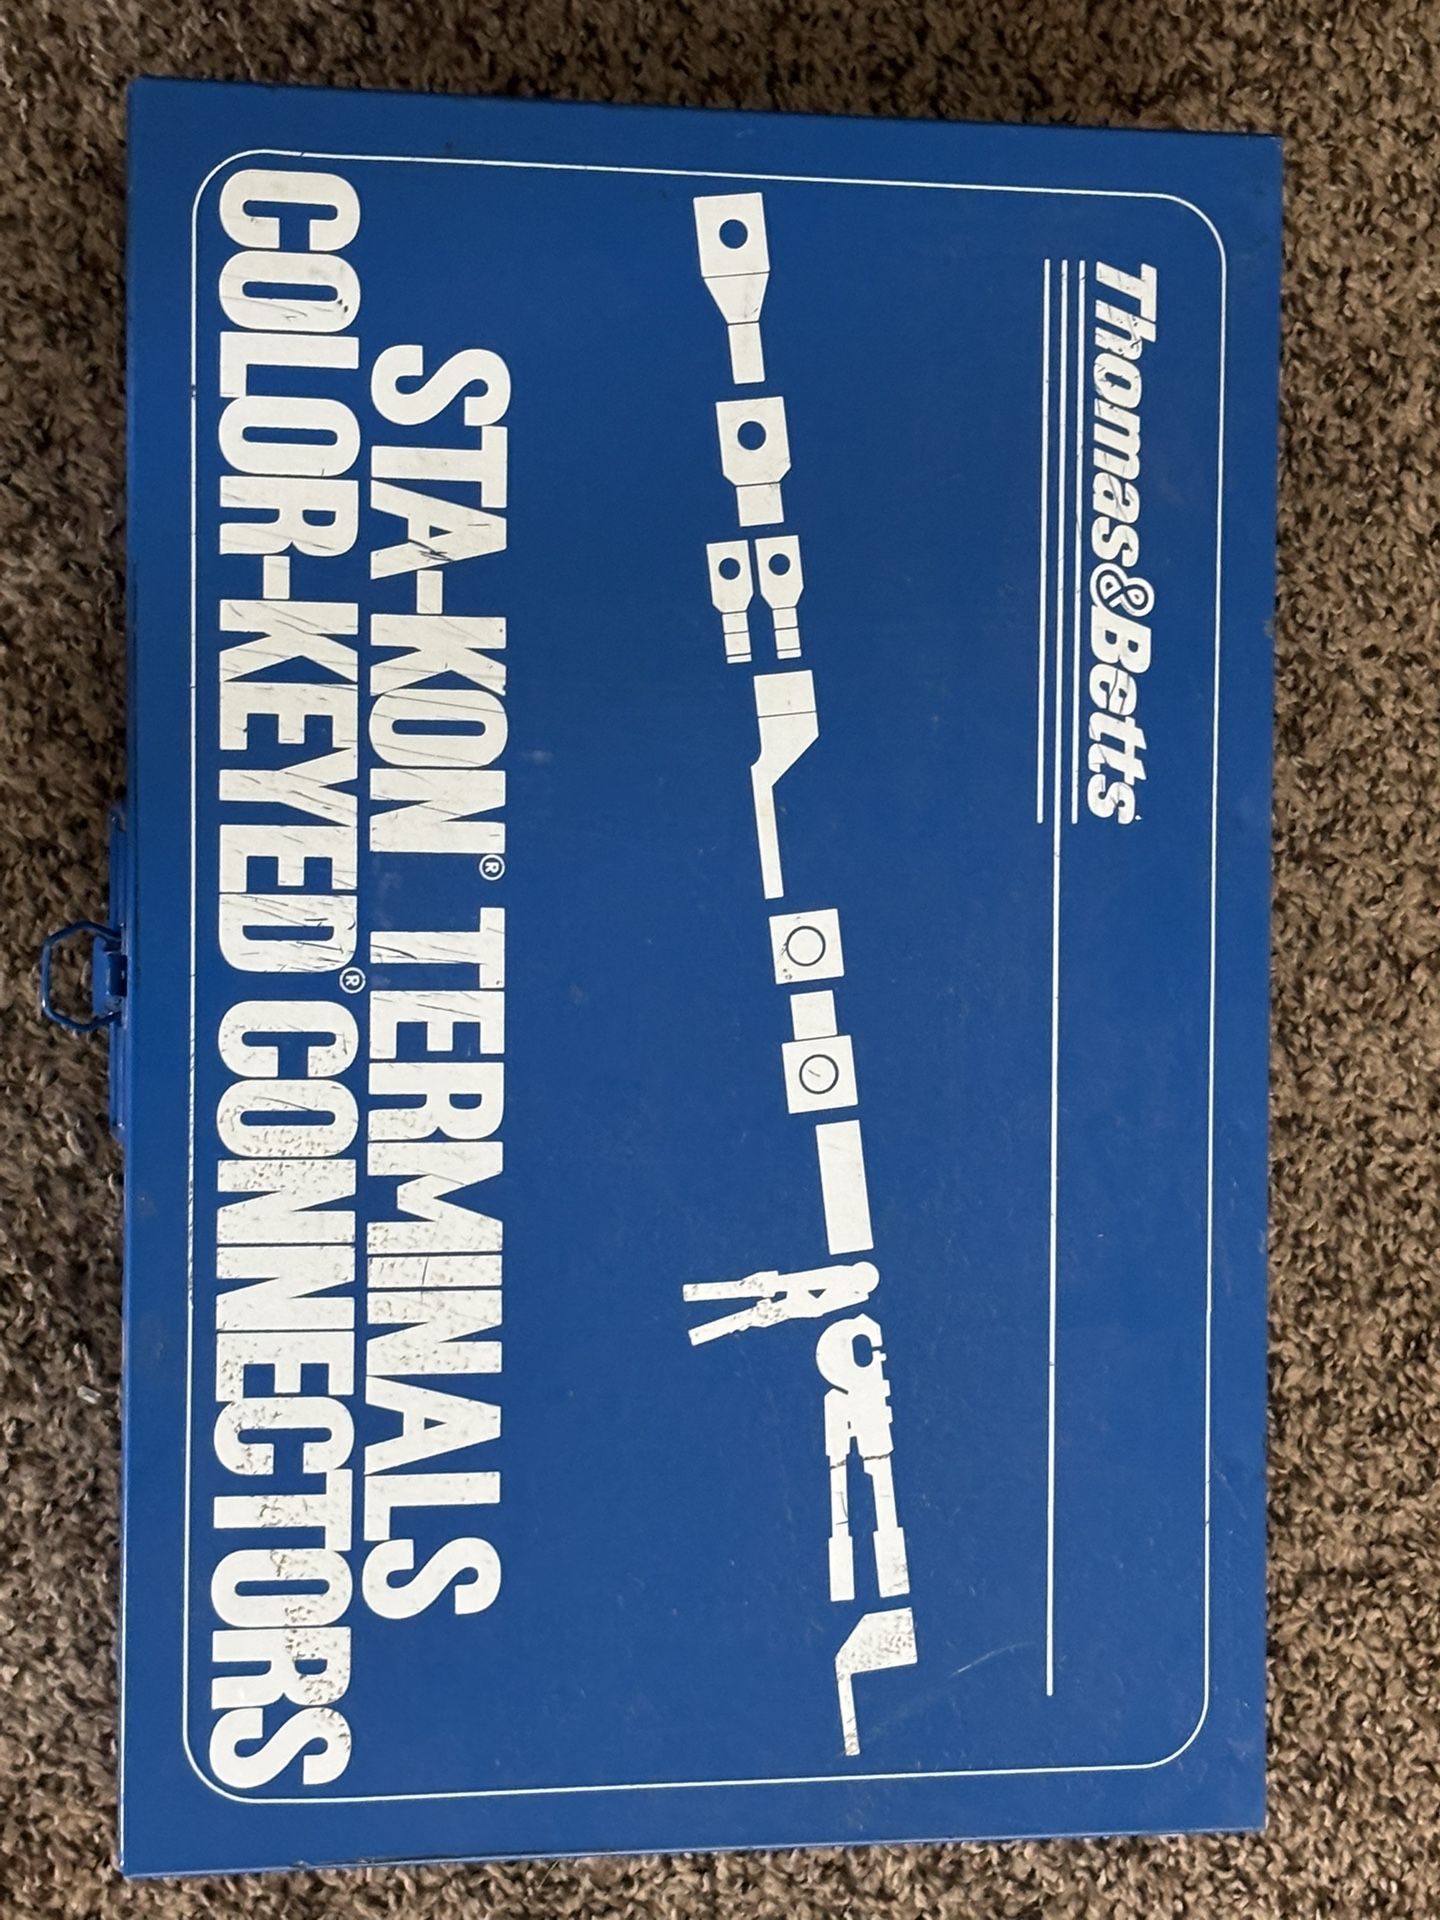 Thomas&Betts
STA-KON® TERMINALS
COLOR-KEYED® CONNECTORS